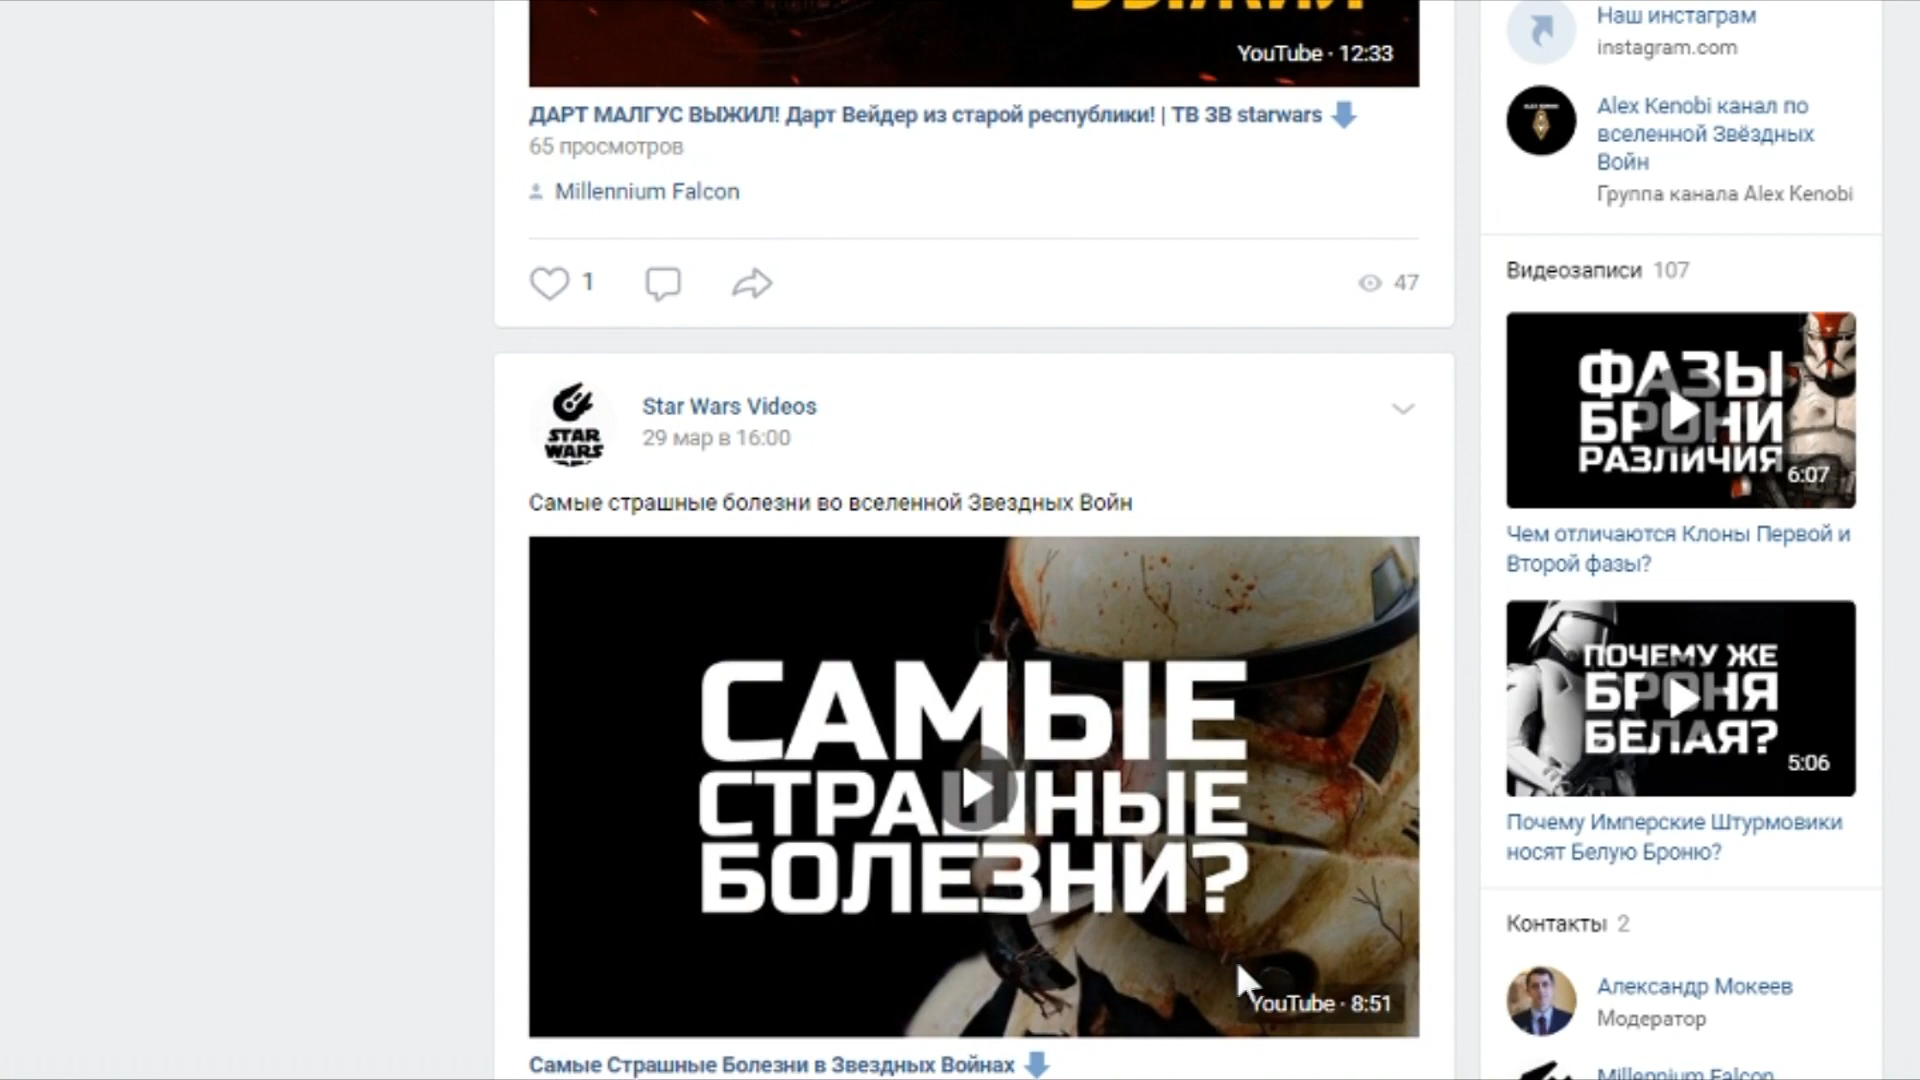 YouTube · 12:33
ДАРТ МАЛГУС ВЫЖИЛ! Дарт Вейдер из старой республики! | ТВ ЗВ starwars
65 просмотров
Millennium Falcon
1
47
Star Wars Videos
29 мар в 16:00
STAR
WARS
Самые страшные болезни во вселенной Звездных Войн
САМЫЕ
СТРАШНЫЕ
БОЛЕЗНИ?
YouTube · 8:51
Самые Страшные Болезни в Звездных Войнах
Наш инстаграм
instagram.com
Alex Kenobi канал по
вселенной Звёздных
Войн
Группа канала Alex Kenobi
Видеозаписи 107
ФАЗЫ
БРОНИ
РАЗЛИЧИЯ
6:07
Чем отличаются Клоны Первой и
Второй фазы?
ПОЧЕМУ ЖЕ
БРОНЯ
БЕЛАЯ?
5:06
Почему Имперские Штурмовики
носят Белую Броню?
Контакты 2
Александр Мокеев
Модератор
Millennium Falcon